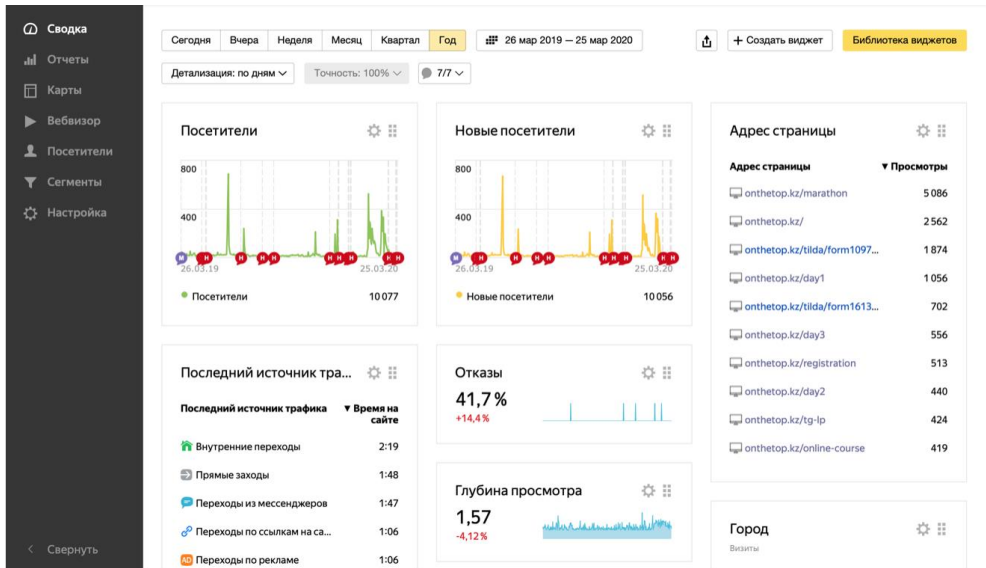 Сводка
Отчеты
Карты
Вебвизор
Посетители
Сегменты
Настройка
Свернуть
Сегодня Вчера Неделя Месяц Квартал Год 26 мар 2019 — 25 мар 2020 + Создать виджет Библиотека виджетов
Детализация: по дням Точность: 100% 7/7
Посетители
800
400
26.03.19 25.03.20
Посетители 10 077
Новые посетители
800
400
26.03.19 25.03.20
Новые посетители 10 056
Адрес страницы
Адрес страницы ▼ Просмотры
onthetop.kz/marathon 5 086
onthetop.kz/ 2 562
onthetop.kz/tilda/form1097... 1 874
onthetop.kz/day1 1 056
onthetop.kz/tilda/form1613... 702
onthetop.kz/day3 556
onthetop.kz/registration 513
onthetop.kz/day2 440
onthetop.kz/tg-lp 424
onthetop.kz/online-course 419
Последний источник тра...
Последний источник трафика ▼ Время на
сайте
Внутренние переходы 2:19
Прямые заходы 1:48
Переходы из мессенджеров 1:47
Переходы по ссылкам на са... 1:06
AD Переходы по рекламе 1:06
Отказы
41,7 %
+14,4 %
Глубина просмотра
1,57
-4,12 %
Город
Визиты